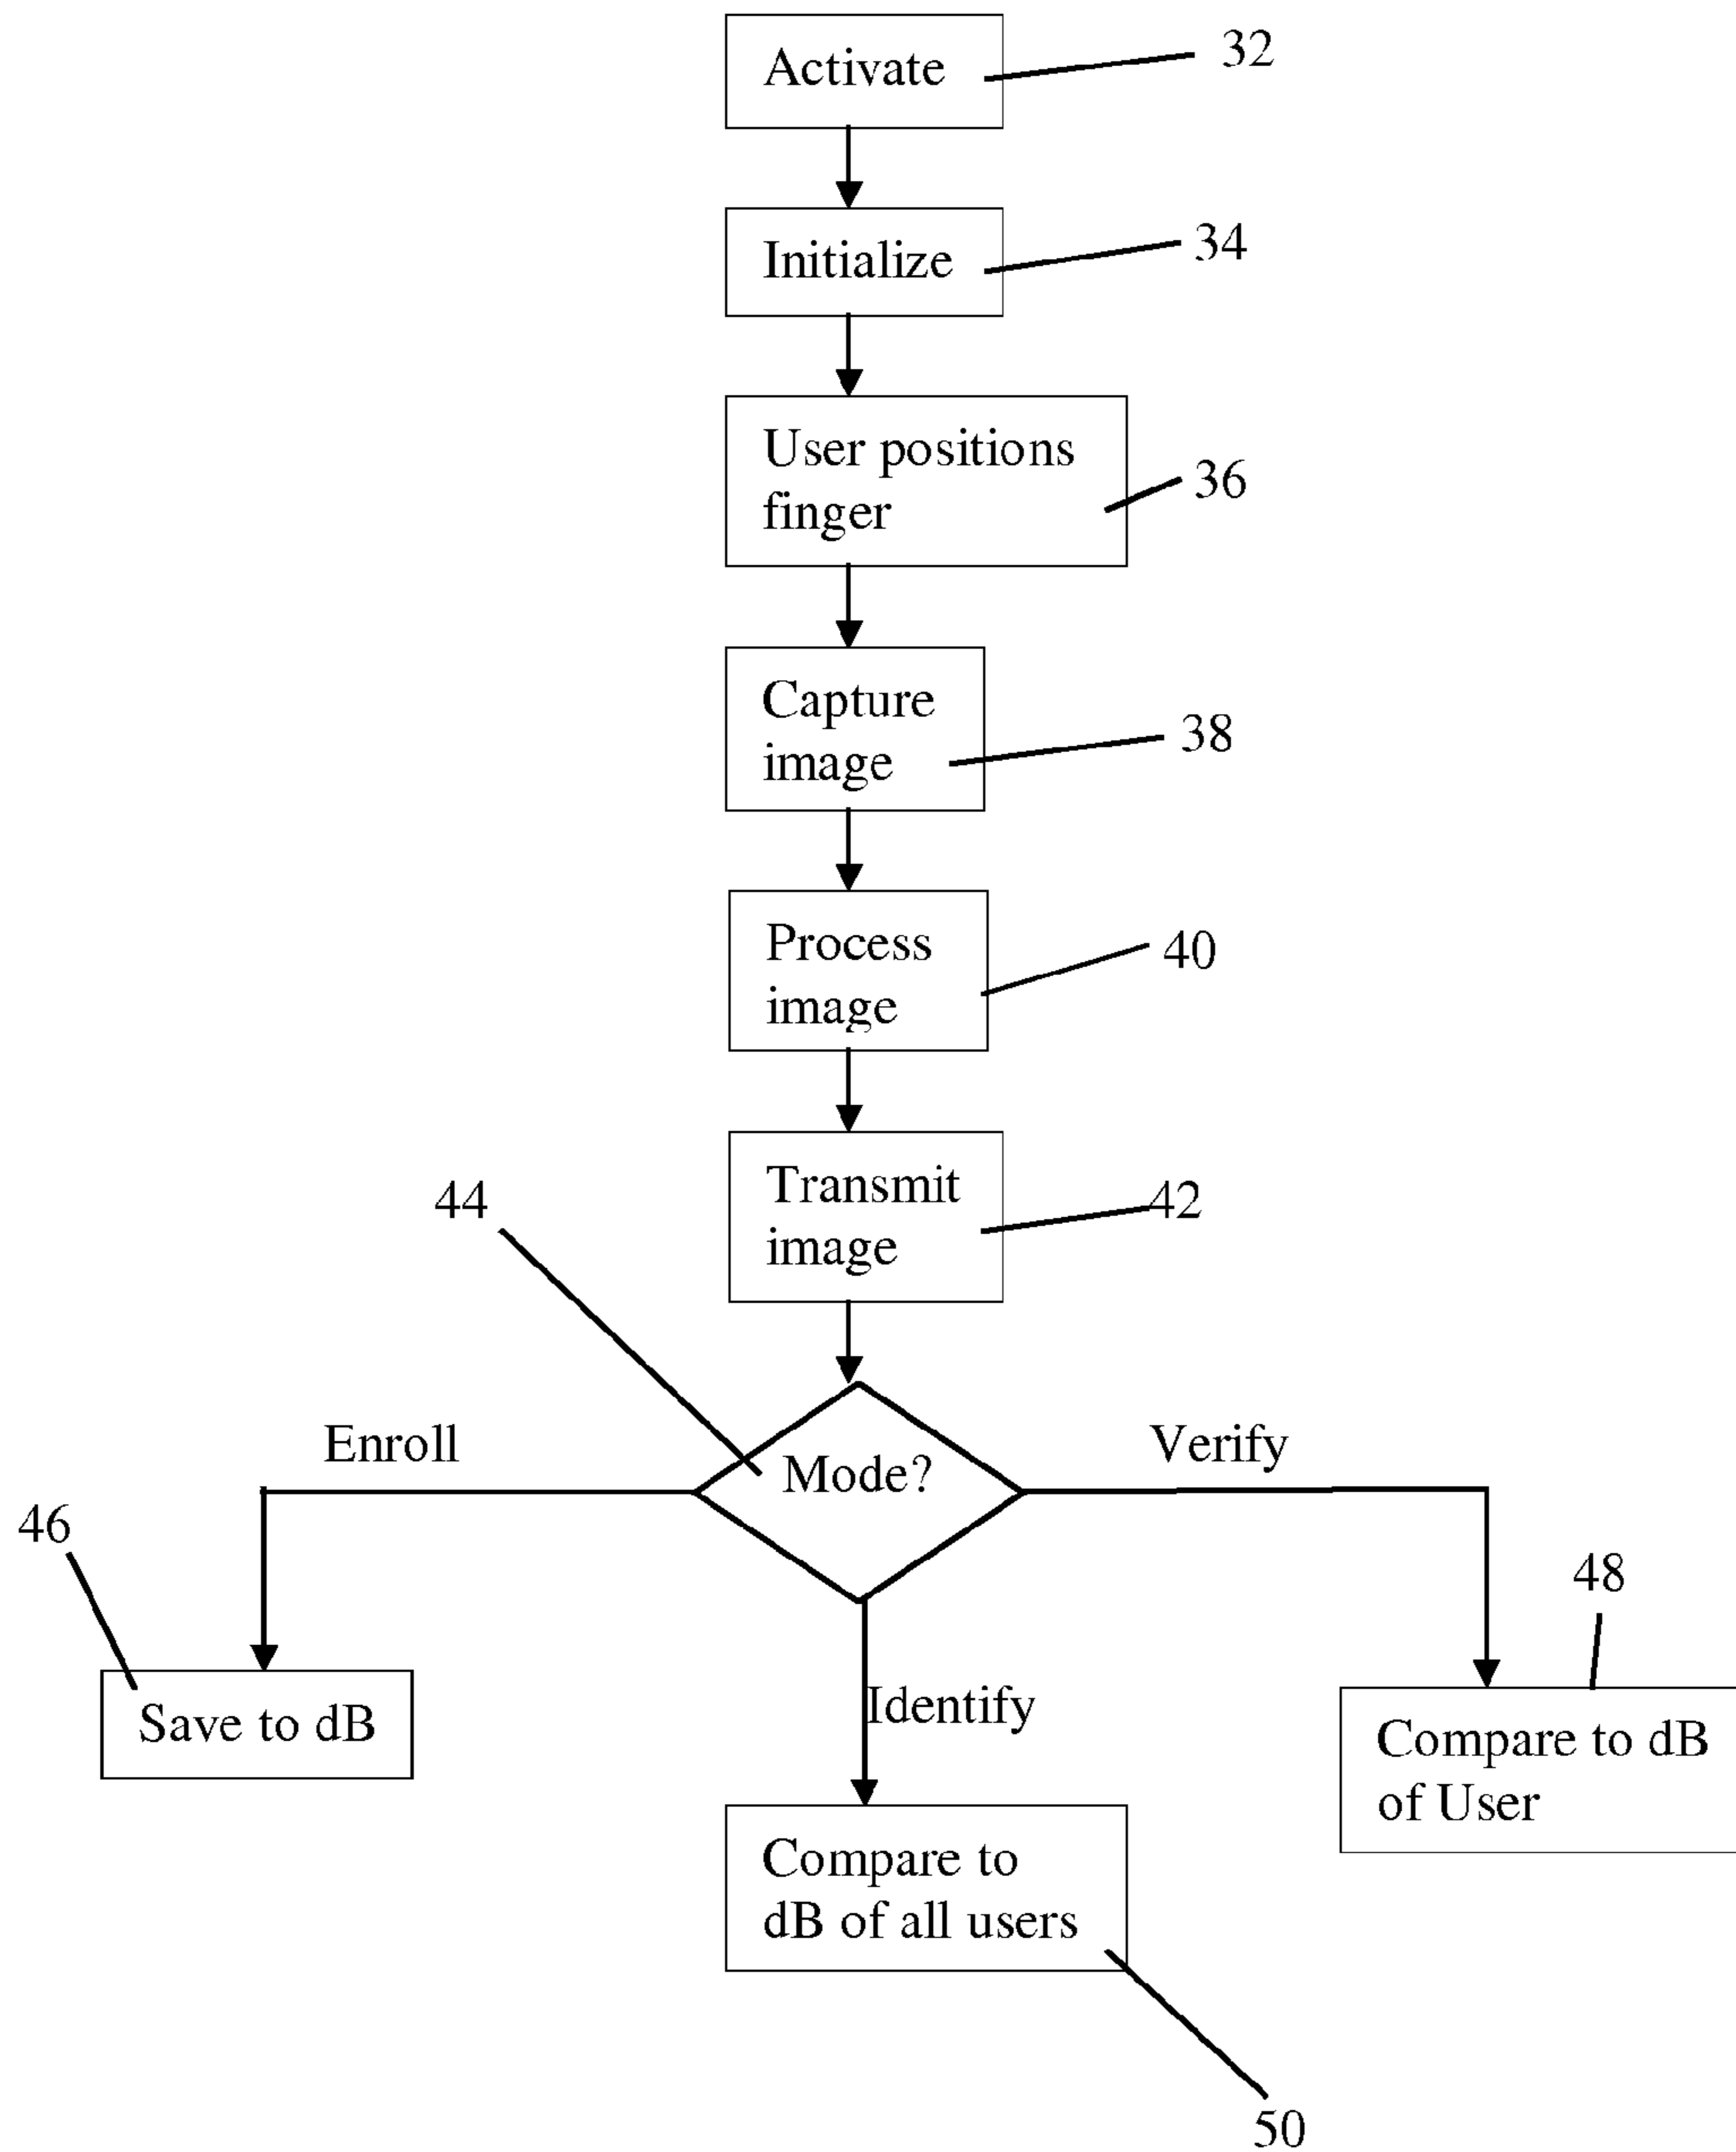 Activate
32
Initialize
34
User positions
finger
36
Capture
image
38
Process
image
40
Transmit
image
42
44
Mode?
Enroll
Verify
46
48
Save to dB
Identify
Compare to dB
of User
Compare to
dB of all users
50